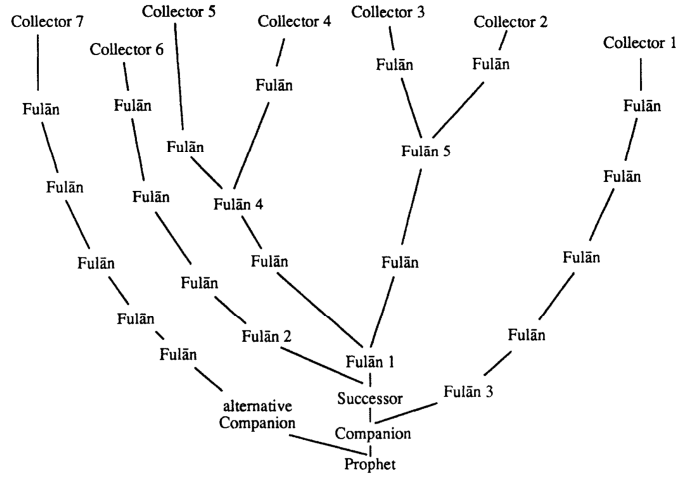 Collector 7
Collector 5
Collector 4
Collector 3
Collector 2
Collector 6
Collector 1
Fulān
Fulān
Fulān
Fulān
Fulān
Fulān
Fulān
Fulān 5
Fulān
Fulān
Fulān
Fulān 4
Fulān
Fulān
Fulān
Fulān
Fulān
Fulān
Fulān 2
Fulān
Fulān
Fulān 1
Fulān 3
Successor
alternative
Companion
Companion
Prophet